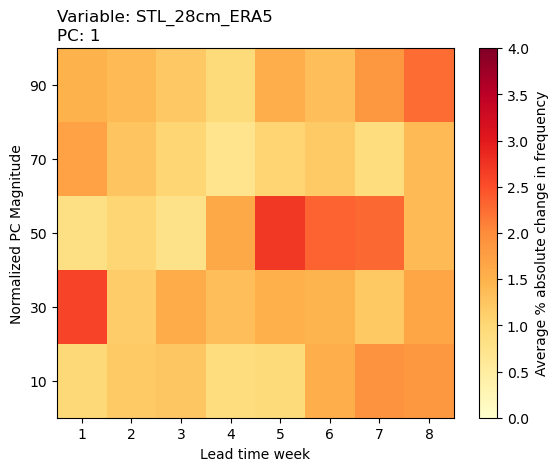 Variable: STL_28cm_ERA5
PC: 1
90
70
50
30
10
Normalized PC Magnitude
1 2 3 4 5 6 7 8
Lead time week
4.0
3.5
3.0
2.5
2.0
1.5
1.0
0.5
0.0
Average % absolute change in frequency